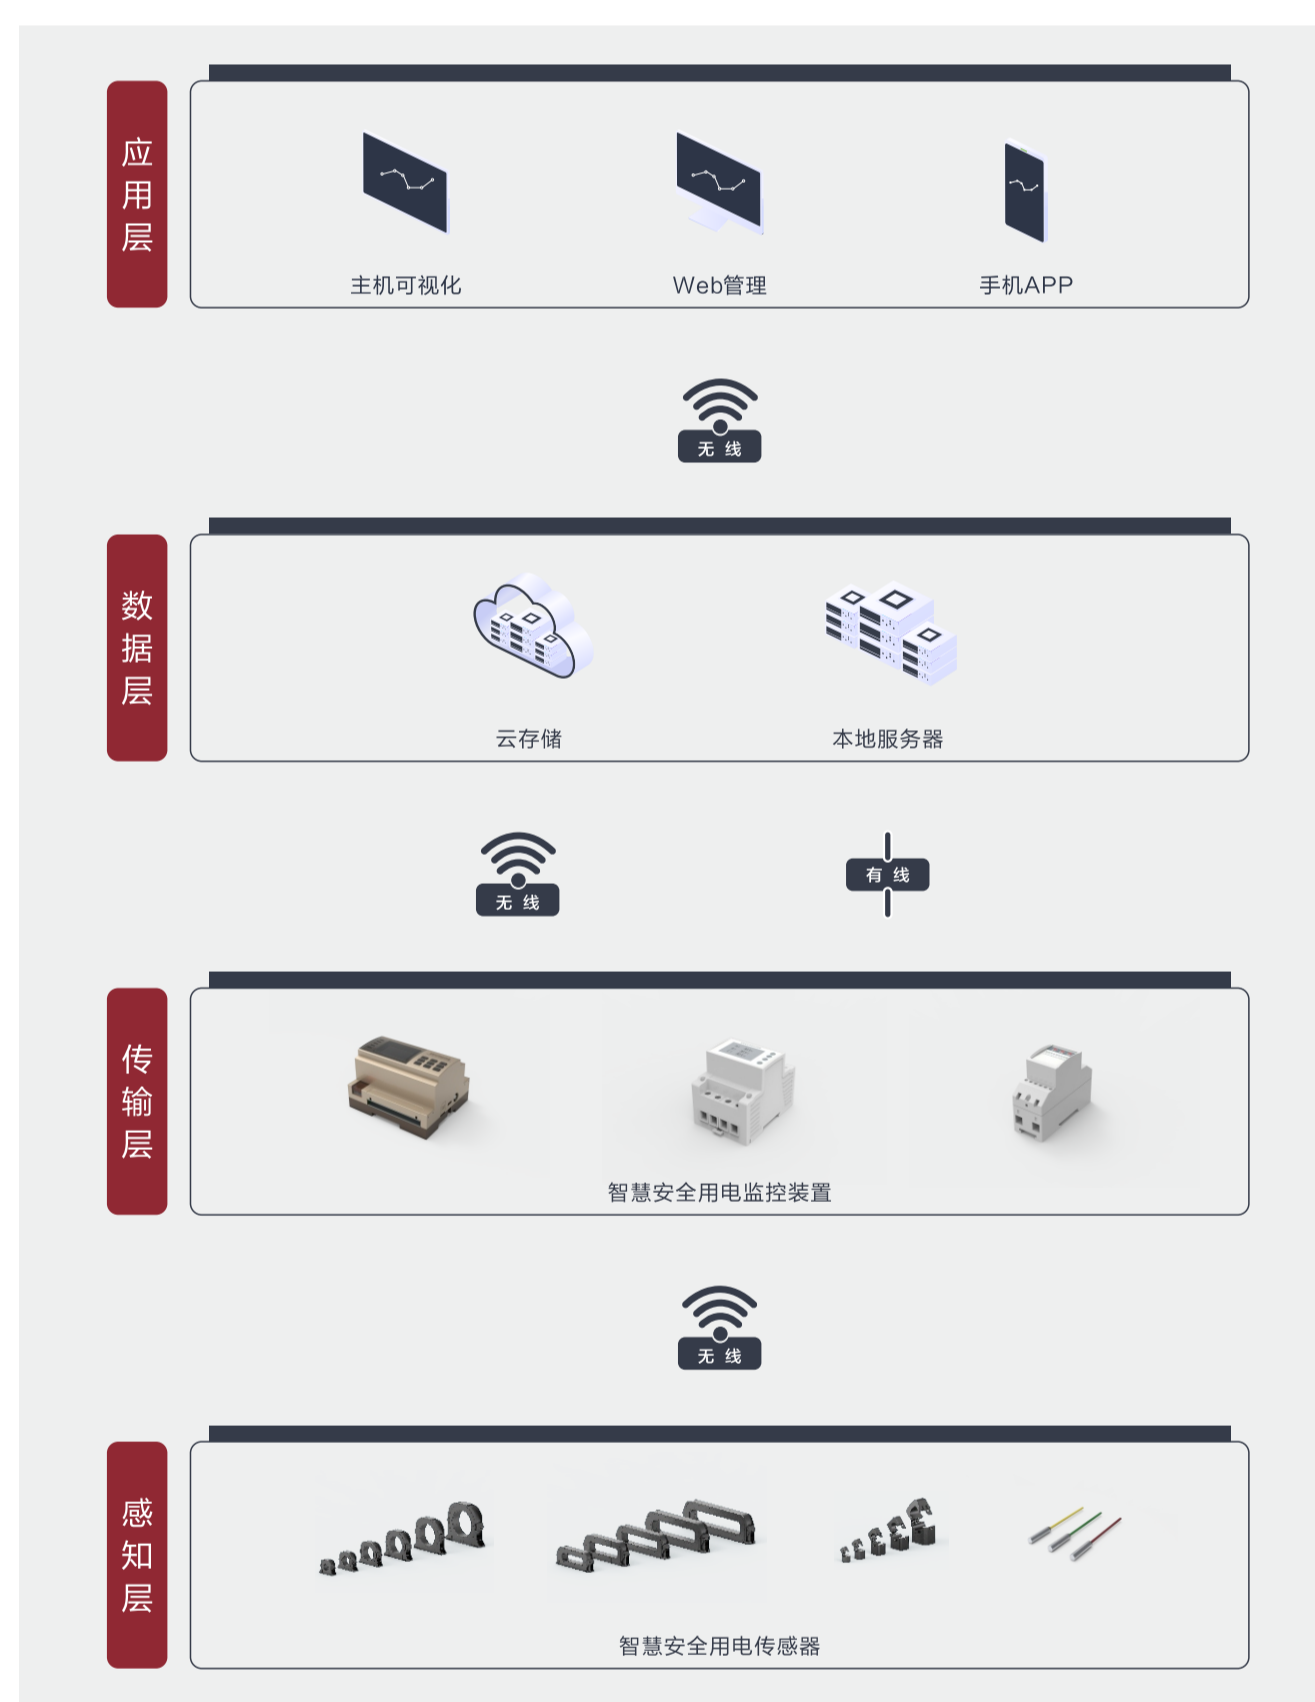 应用层
主机可视化
Web管理
手机APP
无线
数据层
云存储
本地服务器
无线
有线
传输层
智慧安全用电监控装置
无线
感知层
智慧安全用电传感器